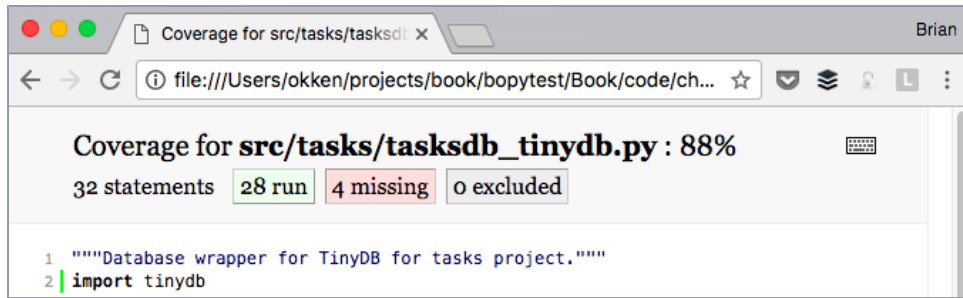 Coverage for src/tasks/tasksd
Brian
file:///Users/okken/projects/book/bopytest/Book/code/ch...
L
Coverage for src/tasks/tasksdb_tinydb.py : 88%
32 statements 28 run 4 missing 0 excluded
1 """Database wrapper for TinyDB for tasks project."""
2 import tinydb